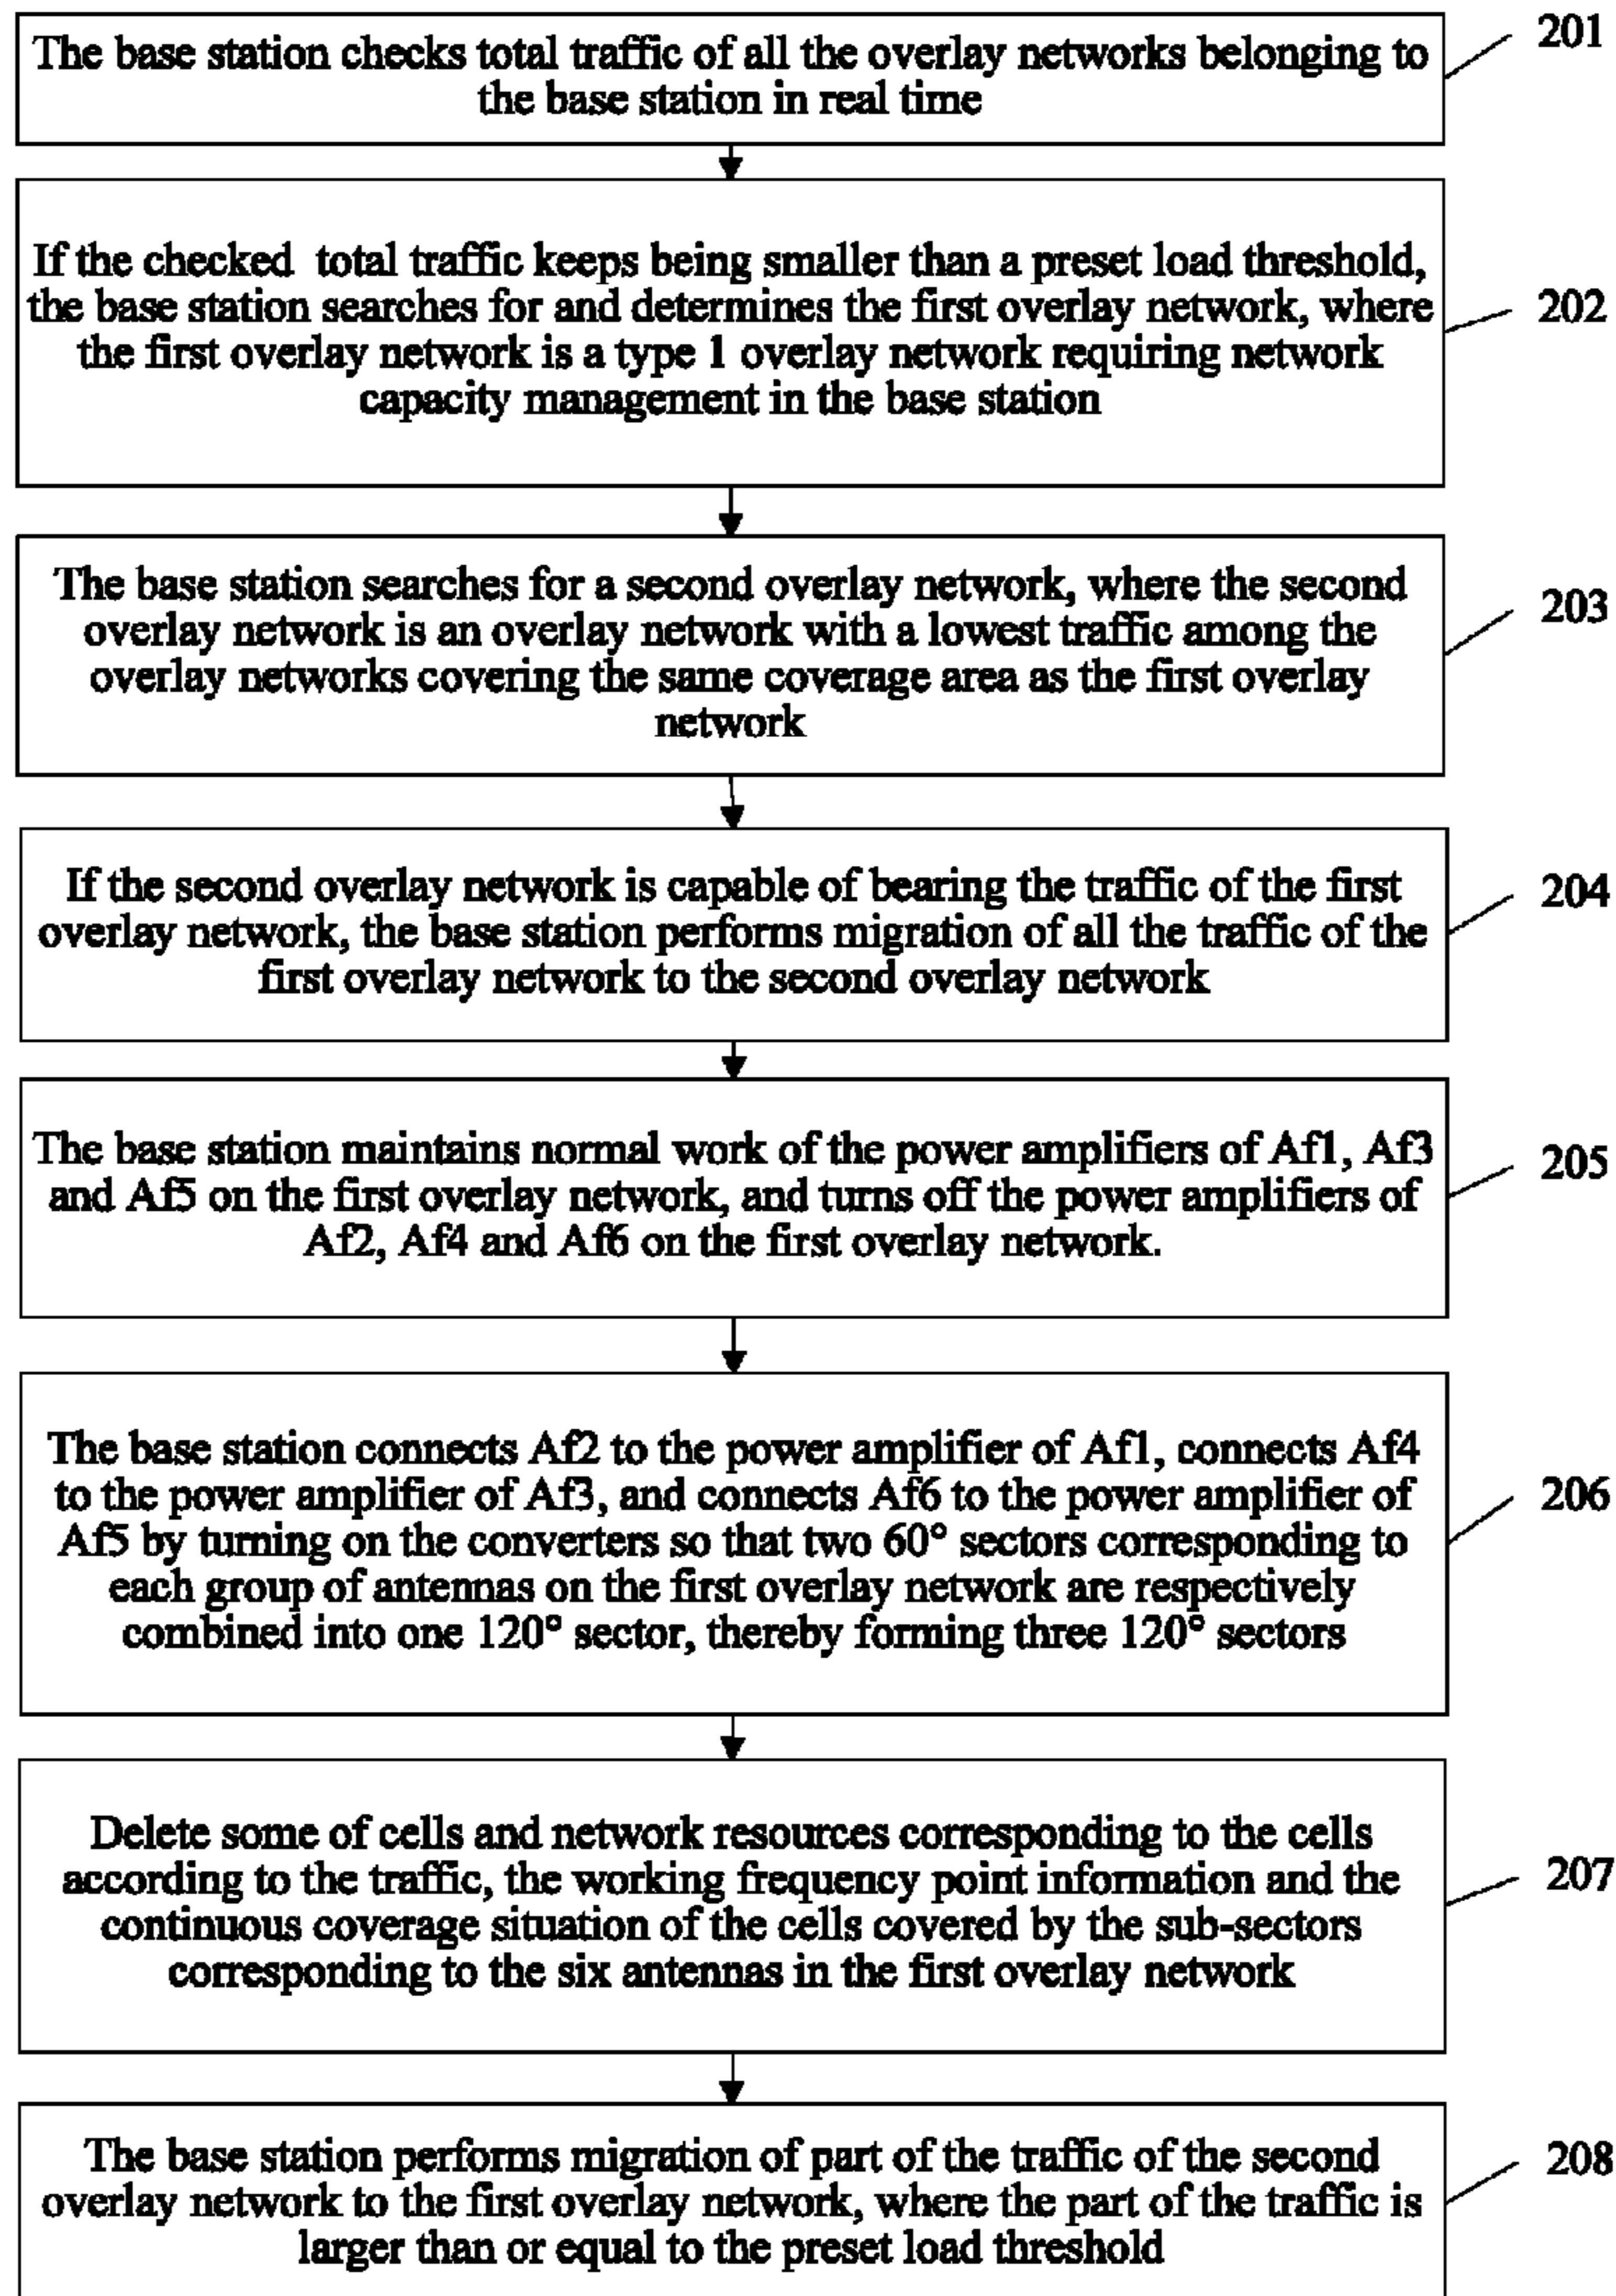 The base station checks total traffic of all the overlay networks belonging to
the base station in real time
201
If the checked total traffic keeps being smaller than a preset load threshold,
the base station searches for and determines the first overlay network, where
the first overlay network is a type 1 overlay network requiring network
capacity management in the base station
202
The base station searches for a second overlay network, where the second
overlay network is an overlay network with a lowest traffic among the
overlay networks covering the same coverage area as the first overlay
network
203
If the second overlay network is capable of bearing the traffic of the first
overlay network, the base station performs migration of all the traffic of the
first overlay network to the second overlay network
204
The base station maintains normal work of the power amplifiers of Af1, Af3
and Af5 on the first overlay network, and turns off the power amplifiers of
Af2, Af4 and Af6 on the first overlay network.
205
The base station connects Af2 to the power amplifier of Af1, connects Af4
to the power amplifier of Af3, and connects Af6 to the power amplifier of
Af5 by turning on the converters so that two 60° sectors corresponding to
each group of antennas on the first overlay network are respectively
combined into one 120° sector, thereby forming three 120° sectors
206
Delete some of cells and network resources corresponding to the cells
according to the traffic, the working frequency point information and the
continuous coverage situation of the cells covered by the sub-sectors
corresponding to the six antennas in the first overlay network
207
The base station performs migration of part of the traffic of the second
overlay network to the first overlay network, where the part of the traffic is
larger than or equal to the preset load threshold
208